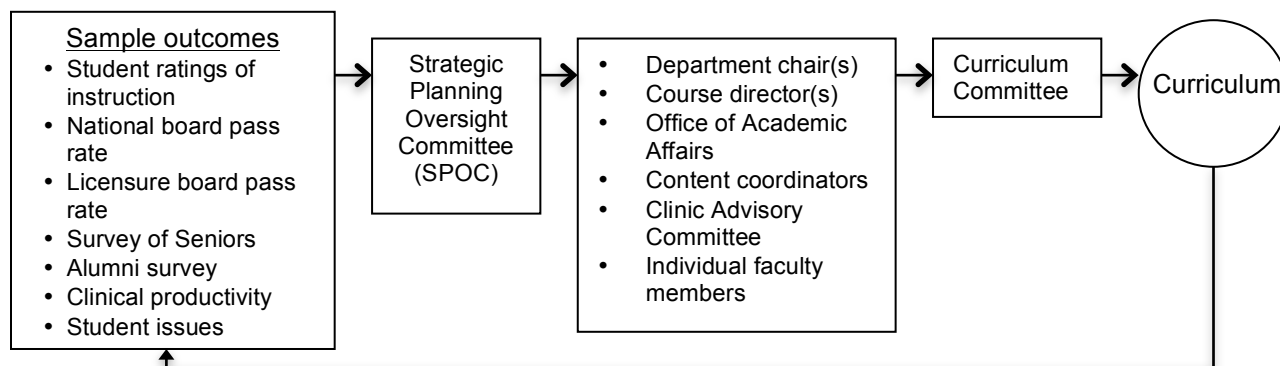 Sample outcomes
• Student ratings of
instruction
• National board pass
rate
• Licensure board pass
rate
• Survey of Seniors
• Alumni survey
• Clinical productivity
• Student issues
Strategic
Planning
Oversight
Committee
(SPOC)
• Department chair(s)
• Course director(s)
• Office of Academic
Affairs
• Content coordinators
• Clinic Advisory
Committee
• Individual faculty
members
Curriculum
Committee
Curriculum